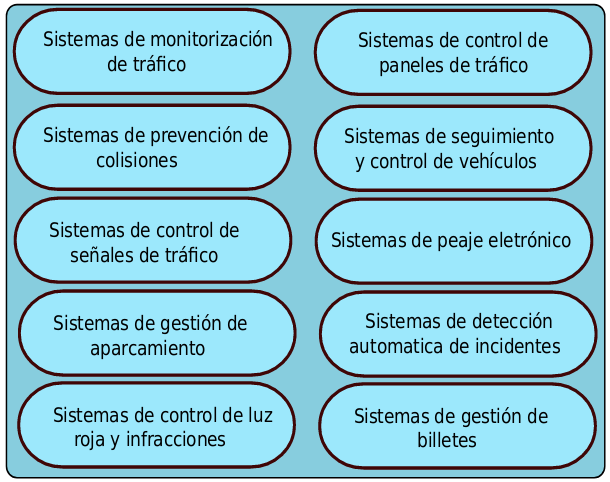 Sistemas de monitorización
de tráfico
Sistemas de control de
paneles de tráfico
Sistemas de prevención de
colisiones
Sistemas de seguimiento
y control de vehículos
Sistemas de control de
señales de tráfico
Sistemas de peaje eletrónico
Sistemas de gestión de
aparcamiento
Sistemas de detección
automatica de incidentes
Sistemas de control de luz
roja y infracciones
Sistemas de gestión de
billetes